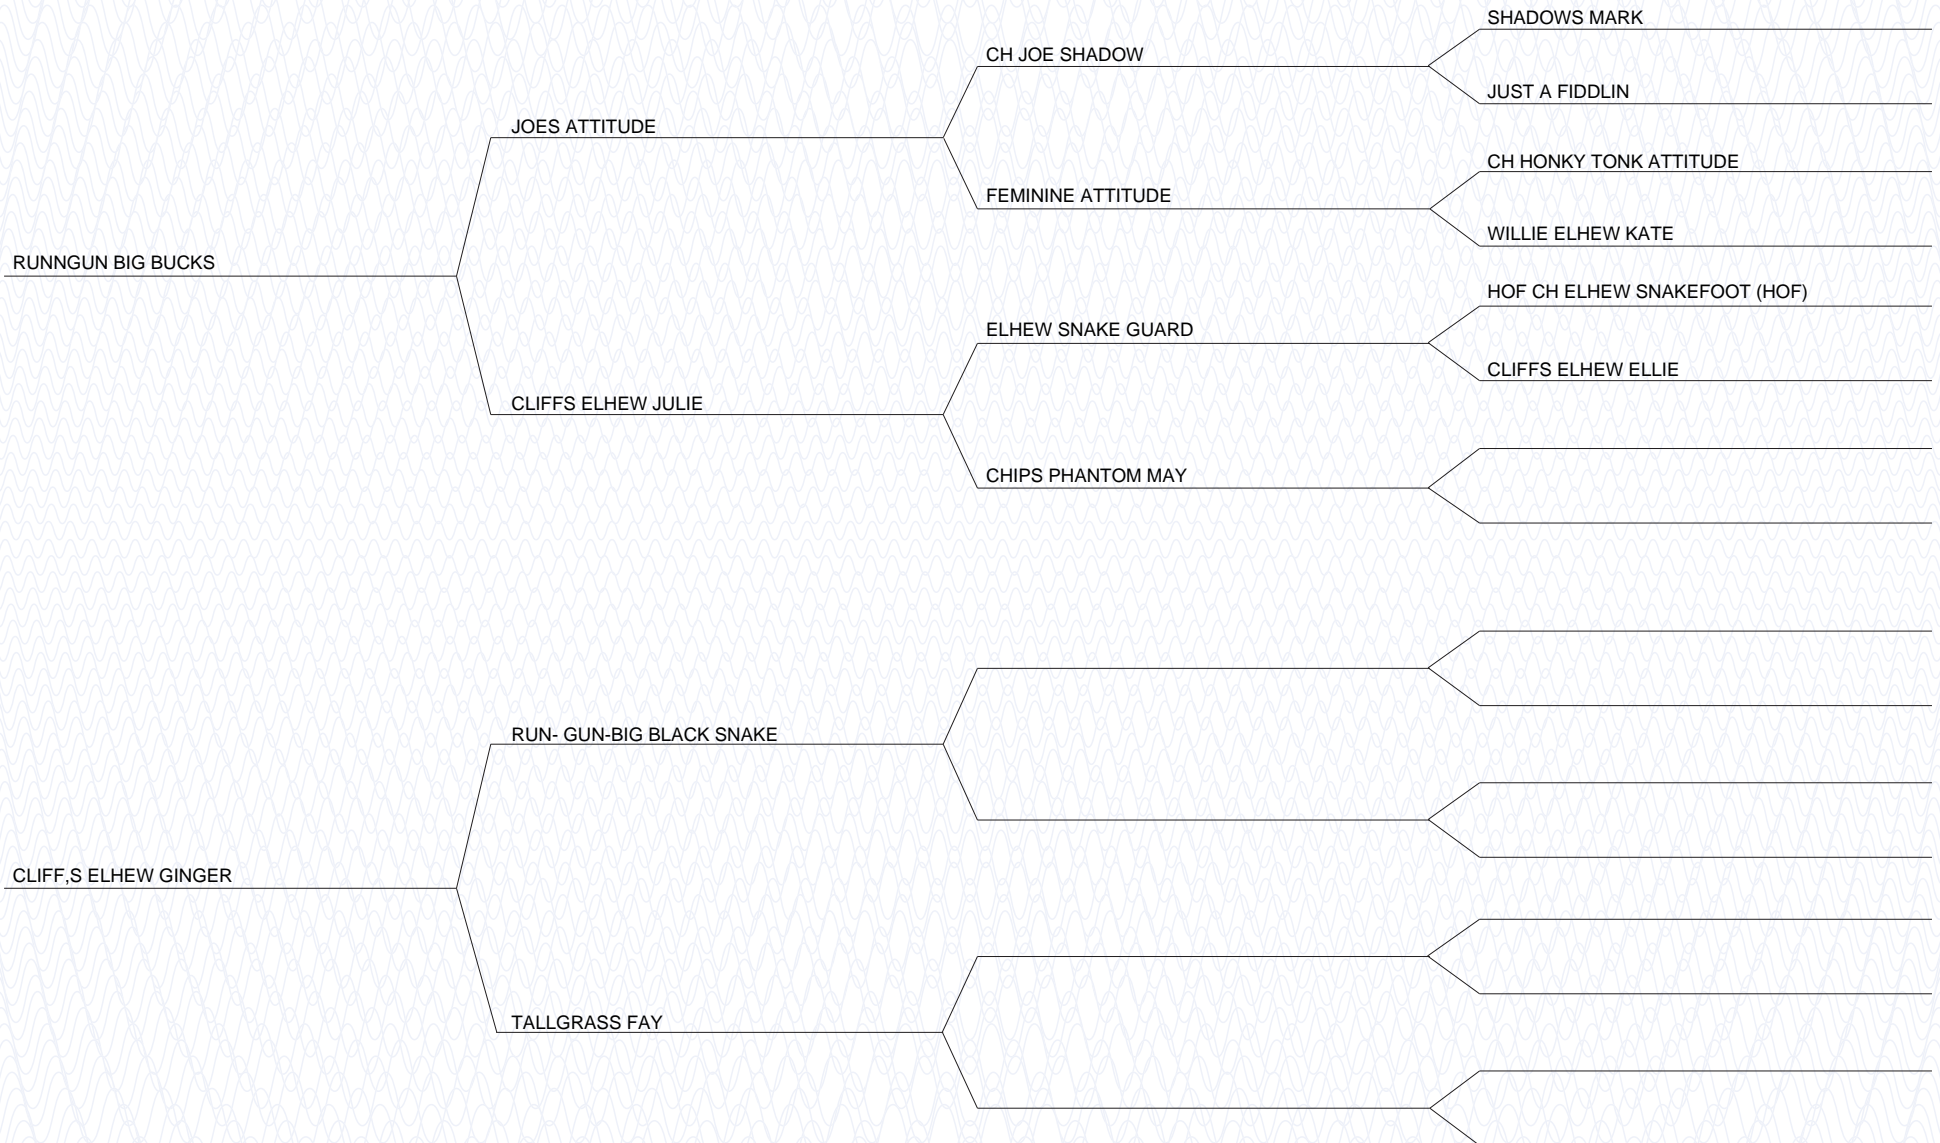 SHADOWS MARK
CH JOE SHADOW
JUST A FIDDLIN
JOES ATTITUDE
CH HONKY TONK ATTITUDE
FEMININE ATTITUDE
WILLIE ELHEW KATE
RUNNGUN BIG BUCKS
HOF CH ELHEW SNAKEFOOT (HOF)
ELHEW SNAKE GUARD
CLIFFS ELHEW ELLIE
CLIFFS ELHEW JULIE
CHIPS PHANTOM MAY
RUN- GUN-BIG BLACK SNAKE
CLIFF,S ELHEW GINGER
TALLGRASS FAY